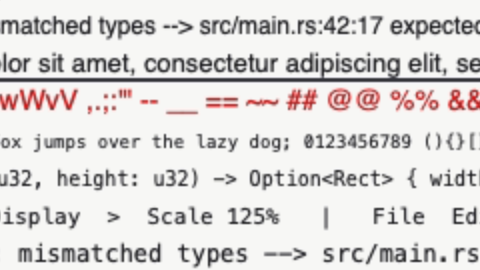 mismatched types --> src/main.rs:42:17 expected
olor sit amet, consectetur adipiscing elit, se
wWvV ,.;:'" -- __ == ~~ ## @@ %% &&
ox jumps over the lazy dog; 0123456789 (){}[]
u32, height: u32) -> Option<Rect> { width
isplay > Scale 125% | File Ed
: mismatched types --> src/main.rs